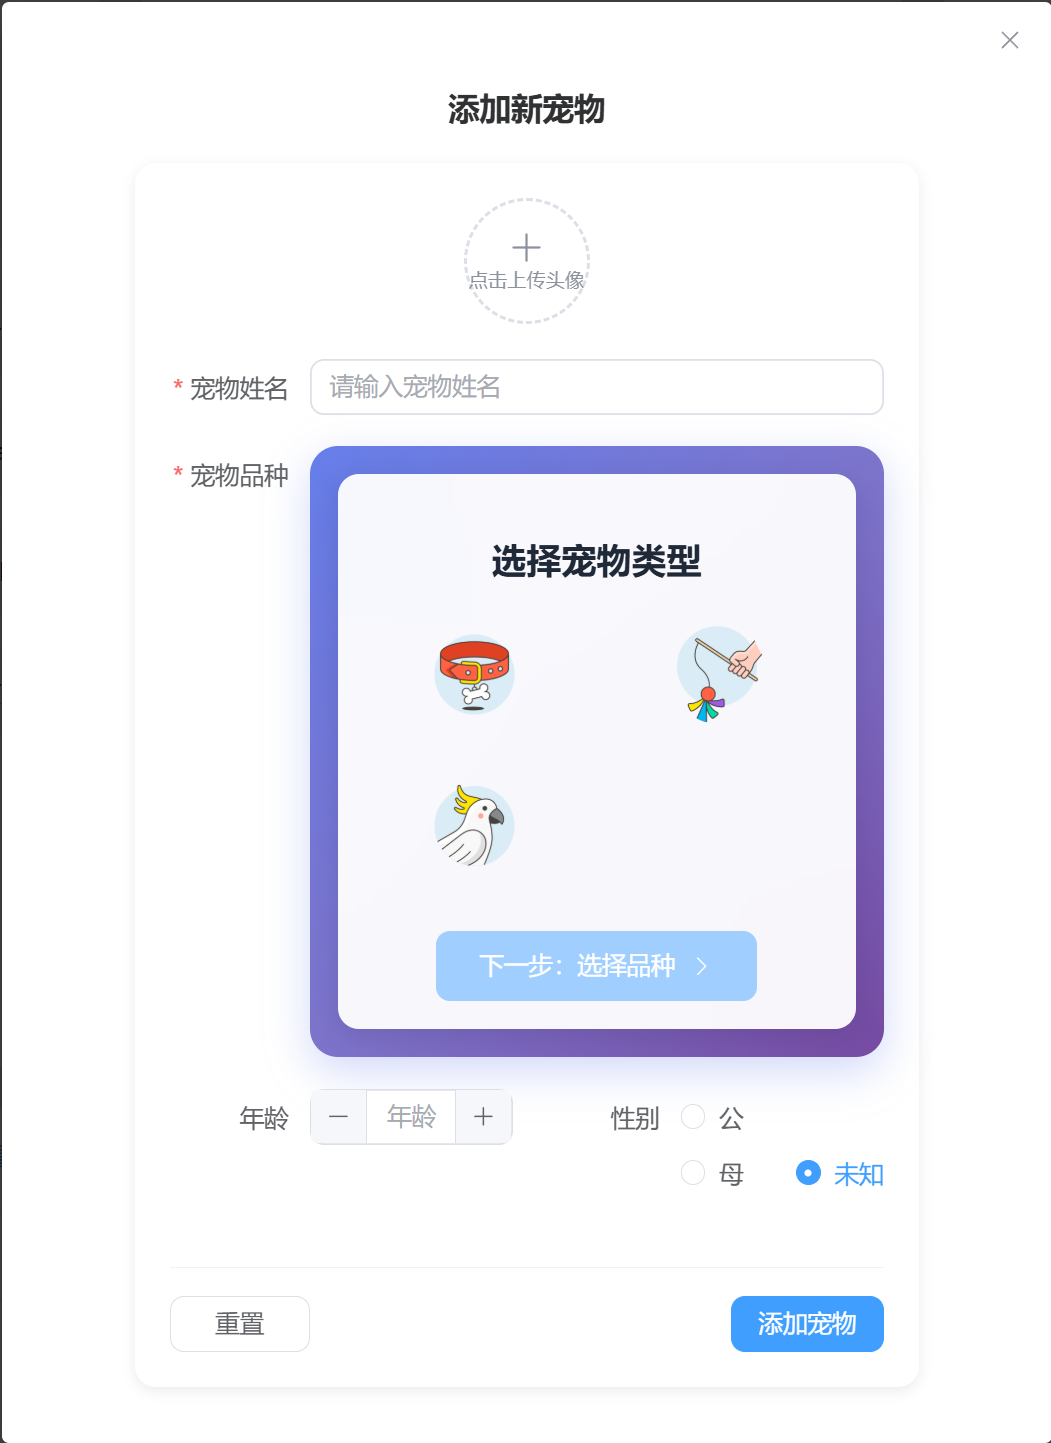 添加新宠物
点击上传头像
* 宠物姓名 请输入宠物姓名
* 宠物品种
选择宠物类型
下一步：选择品种
年龄 年龄 性别 公
母 未知
重置 添加宠物